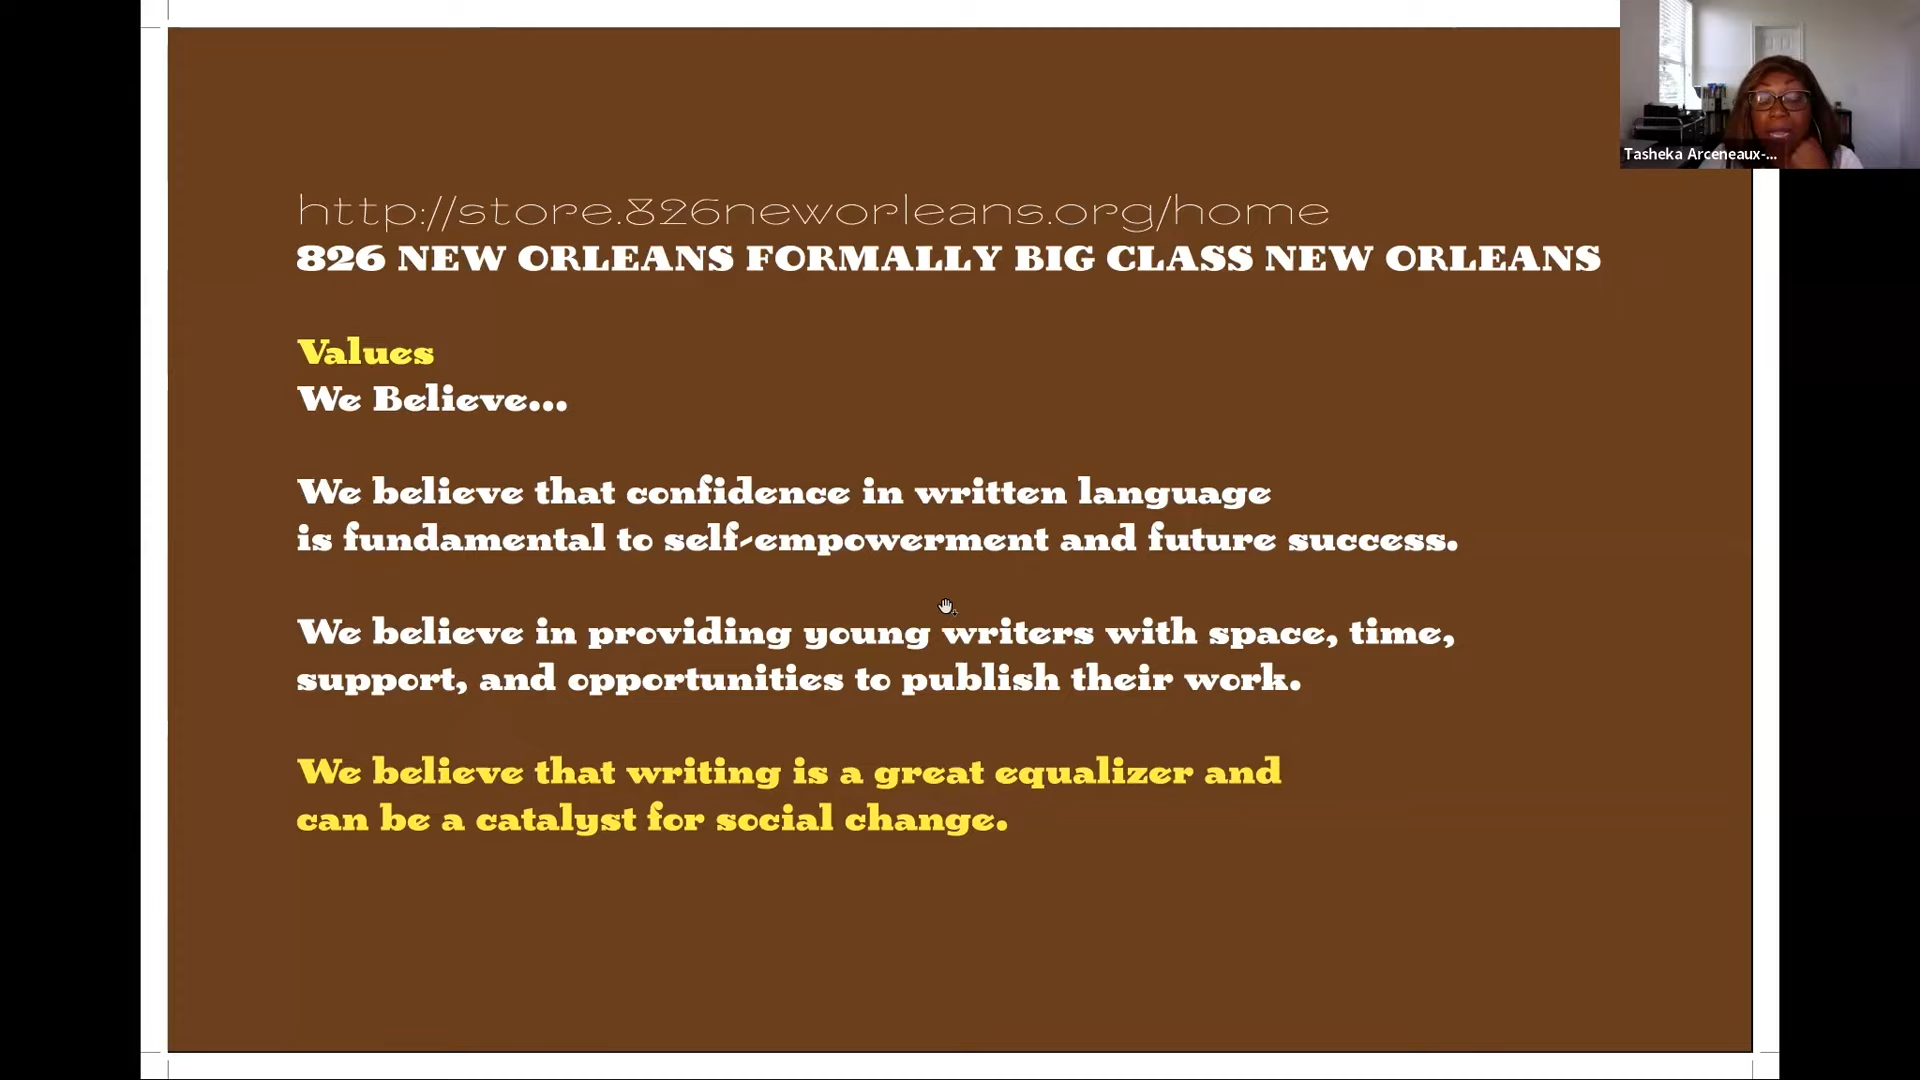 http://store.826neworleans.org/home
826 NEW ORLEANS FORMALLY BIG CLASS NEW ORLEANS
Values
We Believe...
We believe that confidence in written language
is fundamental to self-empowerment and future success.
We believe in providing young writers with space, time,
support, and opportunities to publish their work.
We believe that writing is a great equalizer and
can be a catalyst for social change.
Tasheka Arceneaux-...